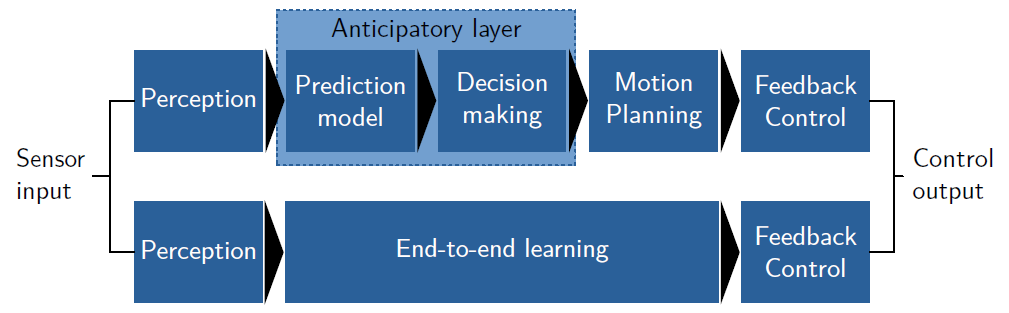 Anticipatory layer
Perception
Prediction
model
Decision
making
Motion
Planning
Feedback
Control
Sensor
input
Control
output
Perception
End-to-end learning
Feedback
Control